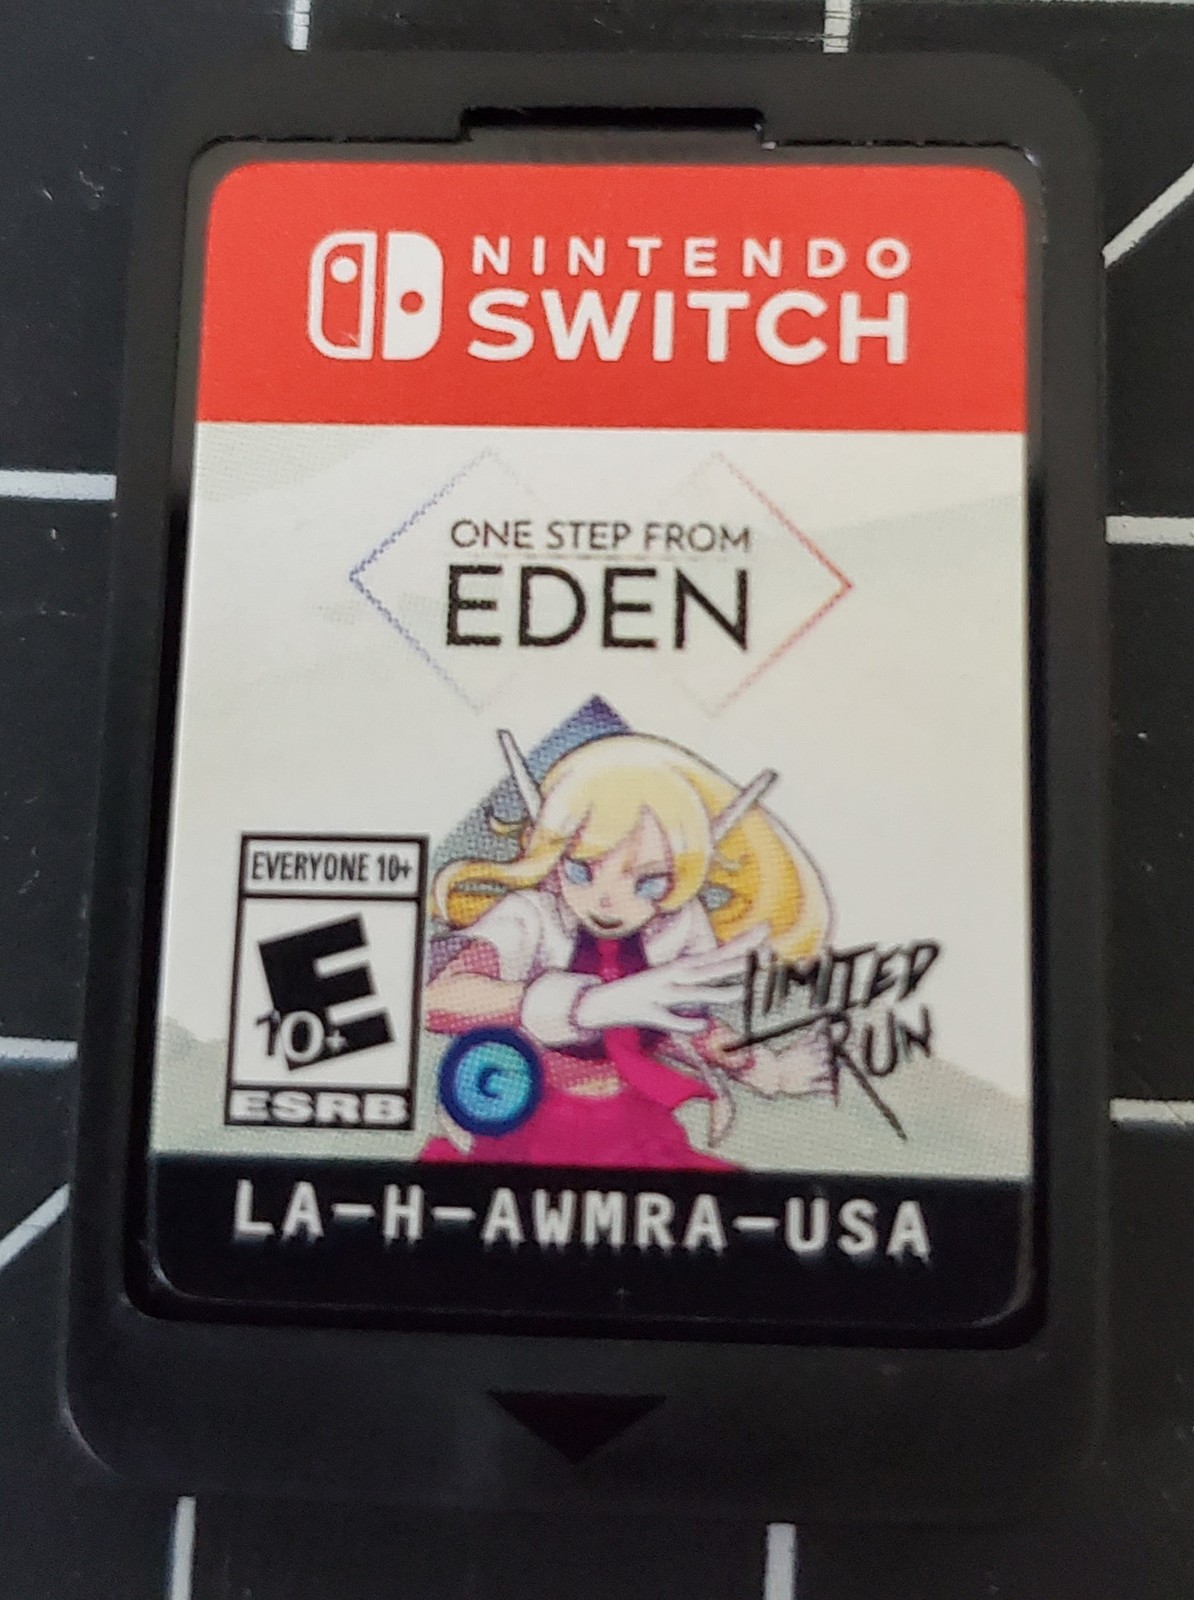 NINTENDO
SWITCH
ONE STEP FROM
EDEN
EVERYONE 10+
E
10+
ESRB
LIMITED
RUN
G
LA-H-AWMRA-USA